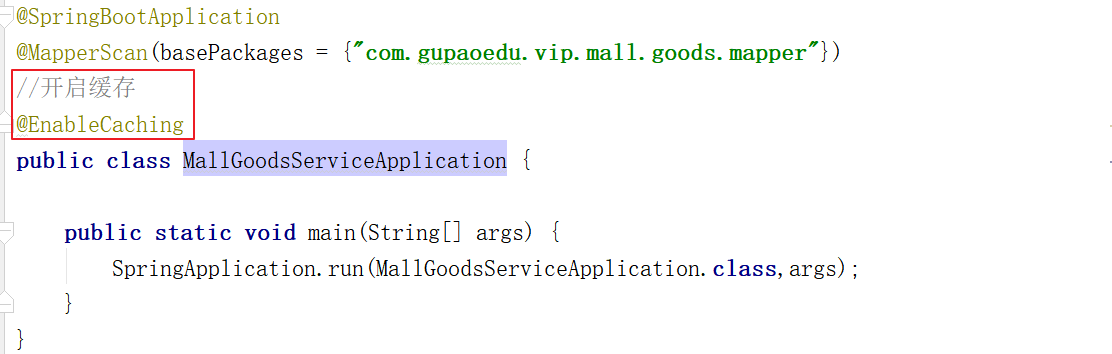 @SpringBootApplication
@MapperScan(basePackages = {"com.gupaoedu.vip.mall.goods.mapper"})
//开启缓存
@EnableCaching
public class MallGoodsServiceApplication {
public static void main(String[] args) {
SpringApplication.run(MallGoodsServiceApplication.class,args);
}
}